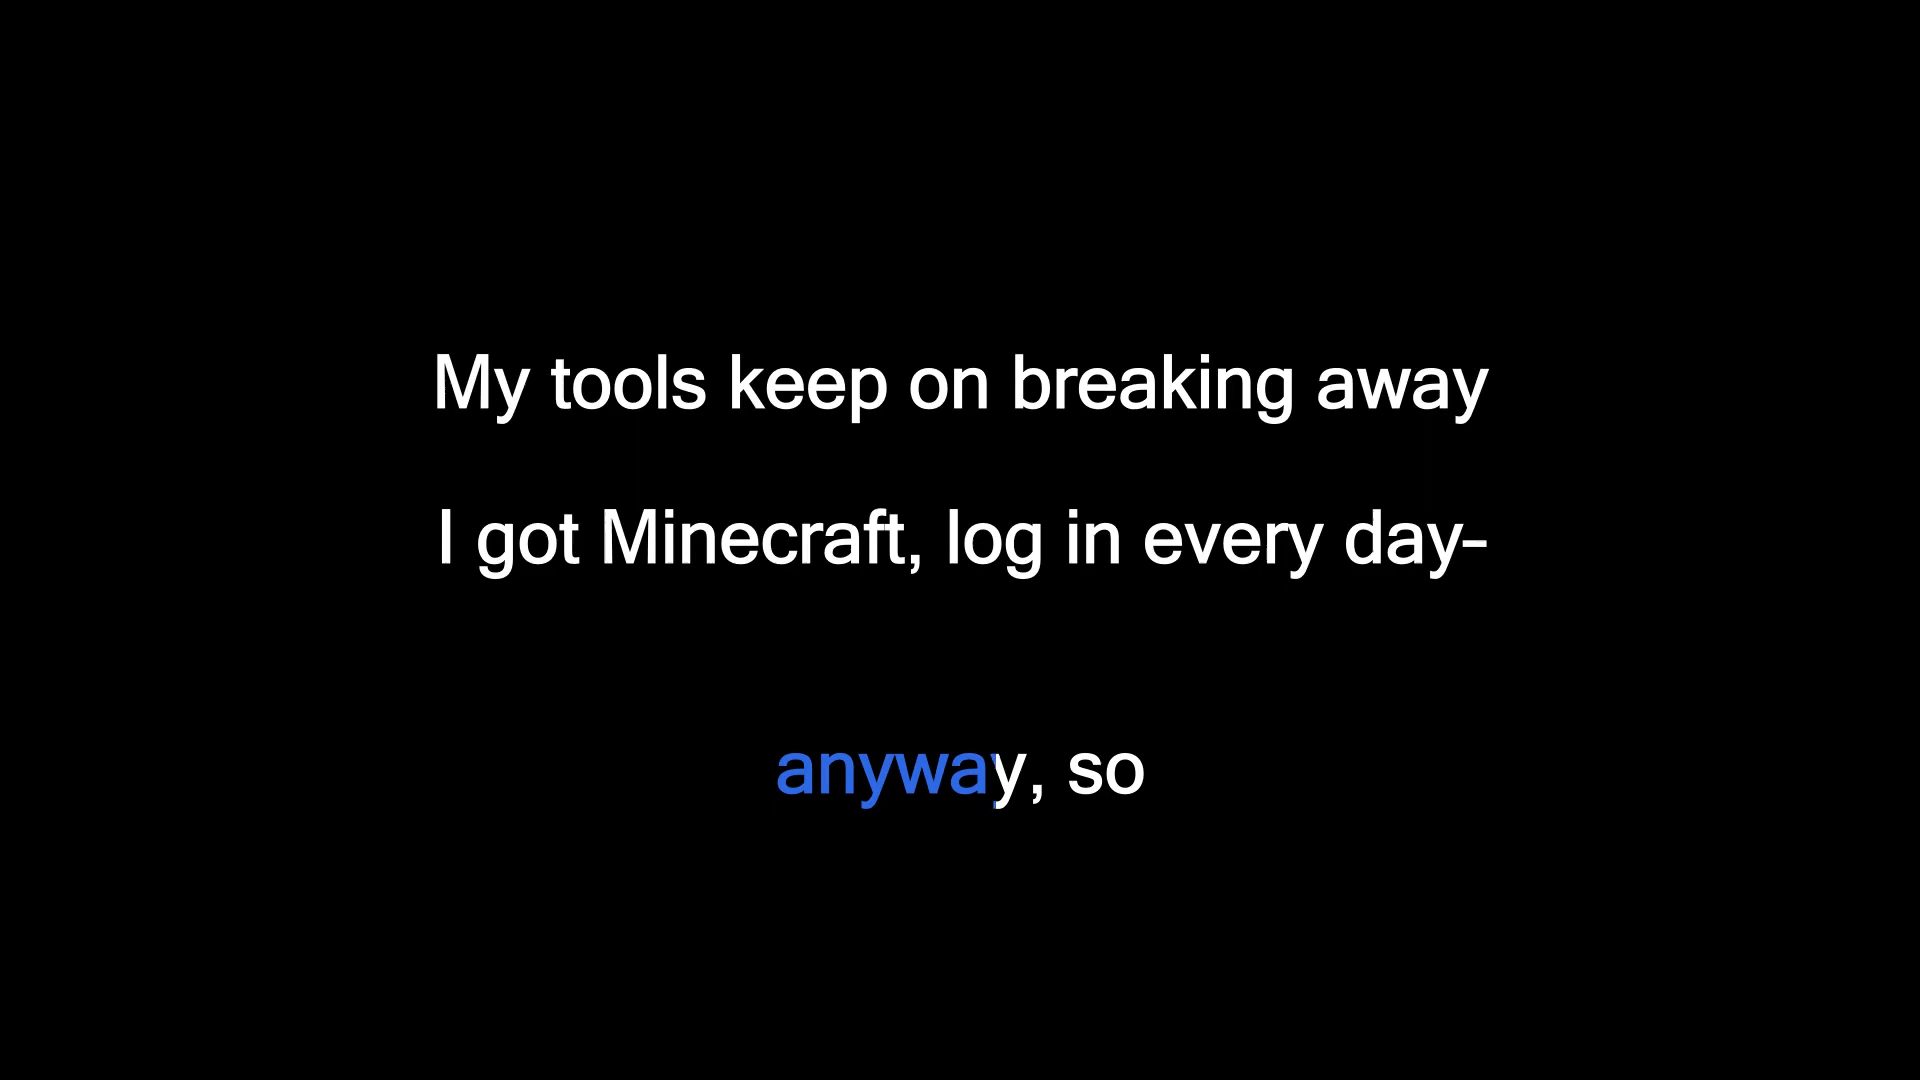 My tools keep on breaking away
I got Minecraft, log in every day-
anyway, so